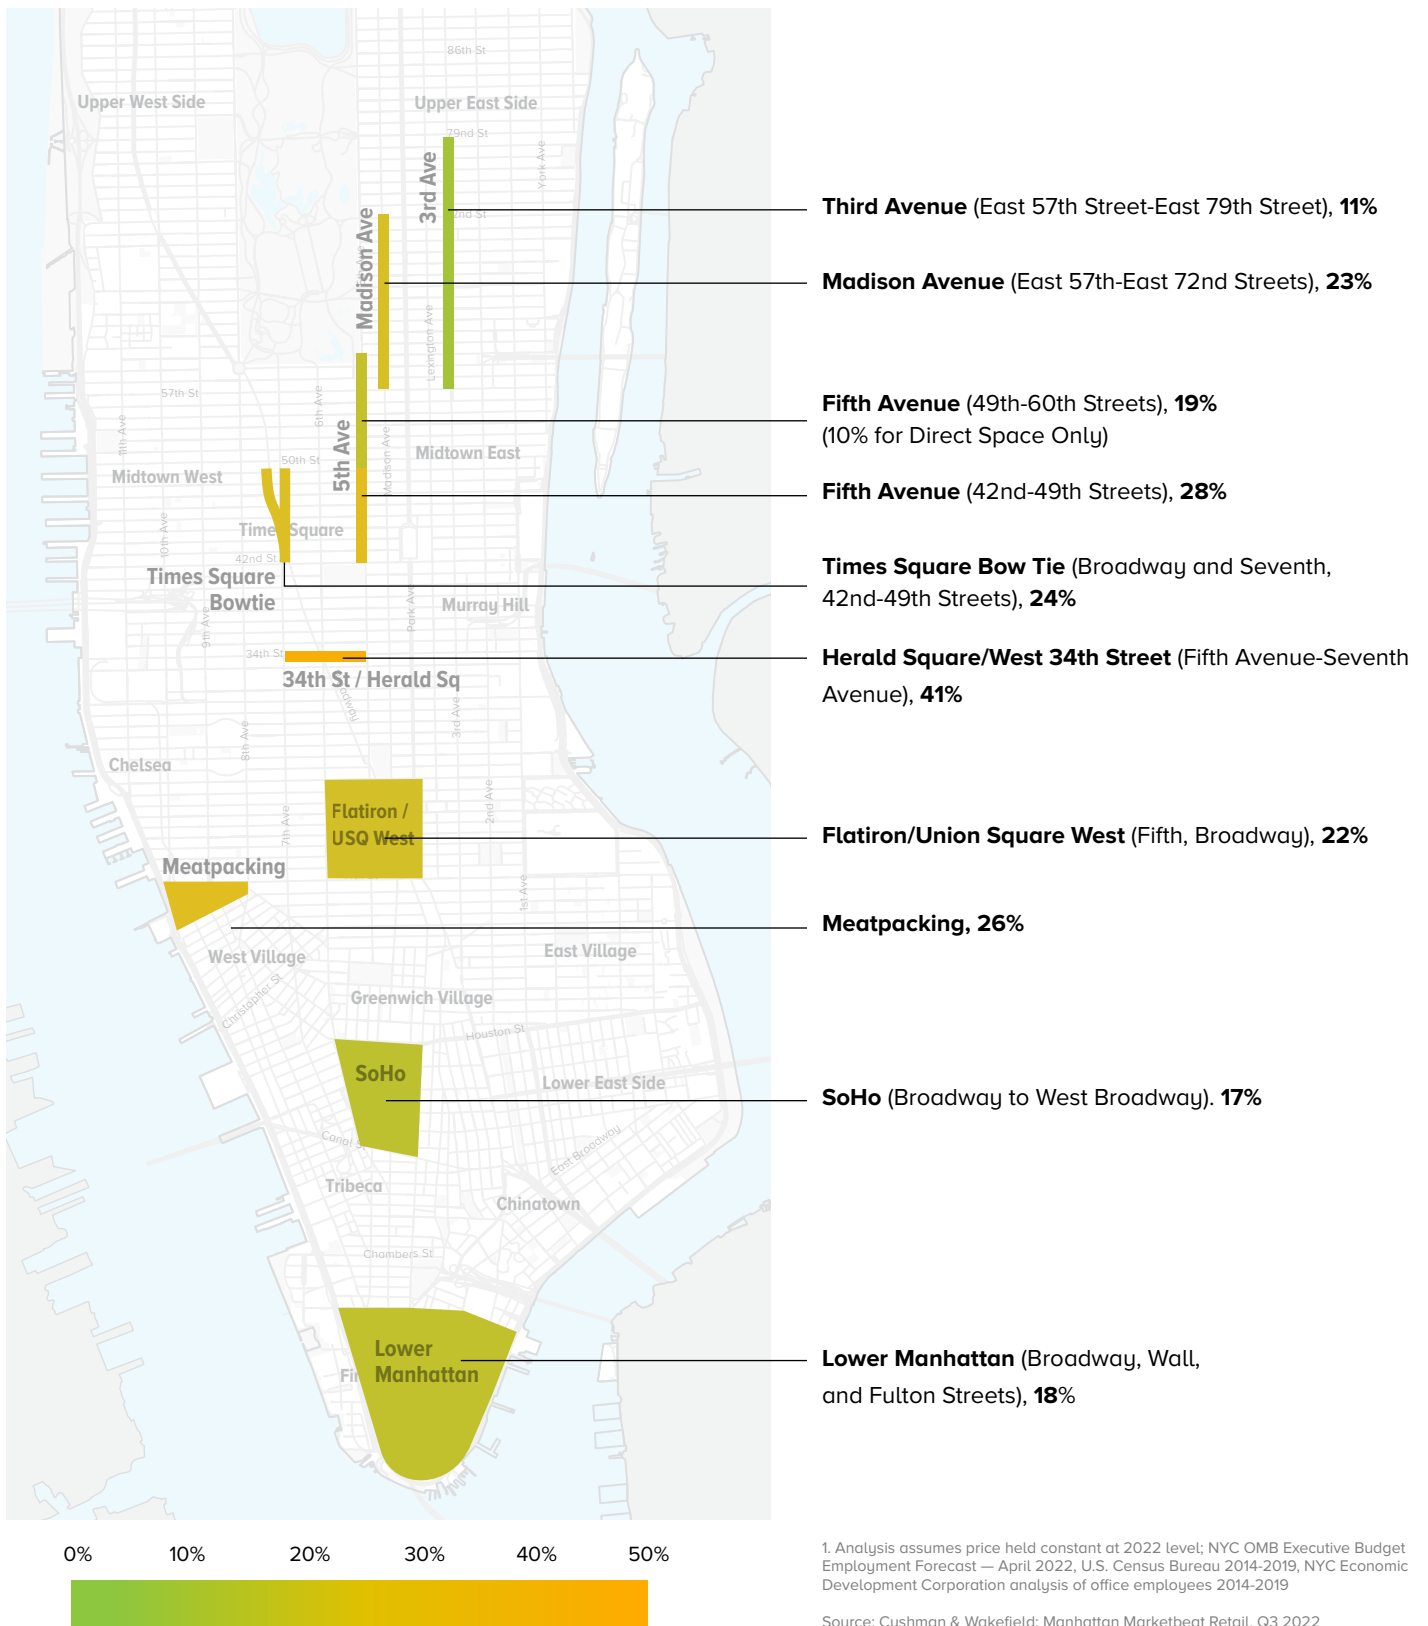 86th St
Upper West Side
Upper East Side
79nd St
York Ave
3rd Ave
Third Avenue (East 57th Street-East 79th Street), 11%
Madison Ave
Madison Avenue (East 57th-East 72nd Streets), 23%
Lexington Ave
57th St
6th Ave
11th Ave
Fifth Avenue (49th-60th Streets), 19%
(10% for Direct Space Only)
5th Ave
Madison Ave
Midtown East
50th St
Midtown West
Fifth Avenue (42nd-49th Streets), 28%
10th Ave
Time Square
42nd St
Times Square
Bowtie
Times Square Bow Tie (Broadway and Seventh,
42nd-49th Streets), 24%
Park Ave
Murray Hill
9th Ave
34th St
Herald Square/West 34th Street (Fifth Avenue-Seventh
Avenue), 41%
34th St / Herald Sq
3rd Ave
8th Ave
Chelsea
2nd Ave
7th Ave
Flatiron /
USQ West
Flatiron/Union Square West (Fifth, Broadway), 22%
Meatpacking
1st Ave
Meatpacking, 26%
West Village
East Village
Christopher St
Greenwich Village
Houston St
SoHo
Lower East Side
SoHo (Broadway to West Broadway). 17%
Canal S
East Broadway
Tribeca
Chinatown
Chambers St
Lower
Manhattan
Lower Manhattan (Broadway, Wall,
and Fulton Streets), 18%
0% 10% 20% 30% 40% 50%
1. Analysis assumes price held constant at 2022 level; NYC OMB Executive Budget
Employment Forecast — April 2022, U.S. Census Bureau 2014-2019, NYC Economic
Development Corporation analysis of office employees 2014-2019
Source: Cushman & Wakefield: Manhattan Marketbeat Retail, Q3 2022